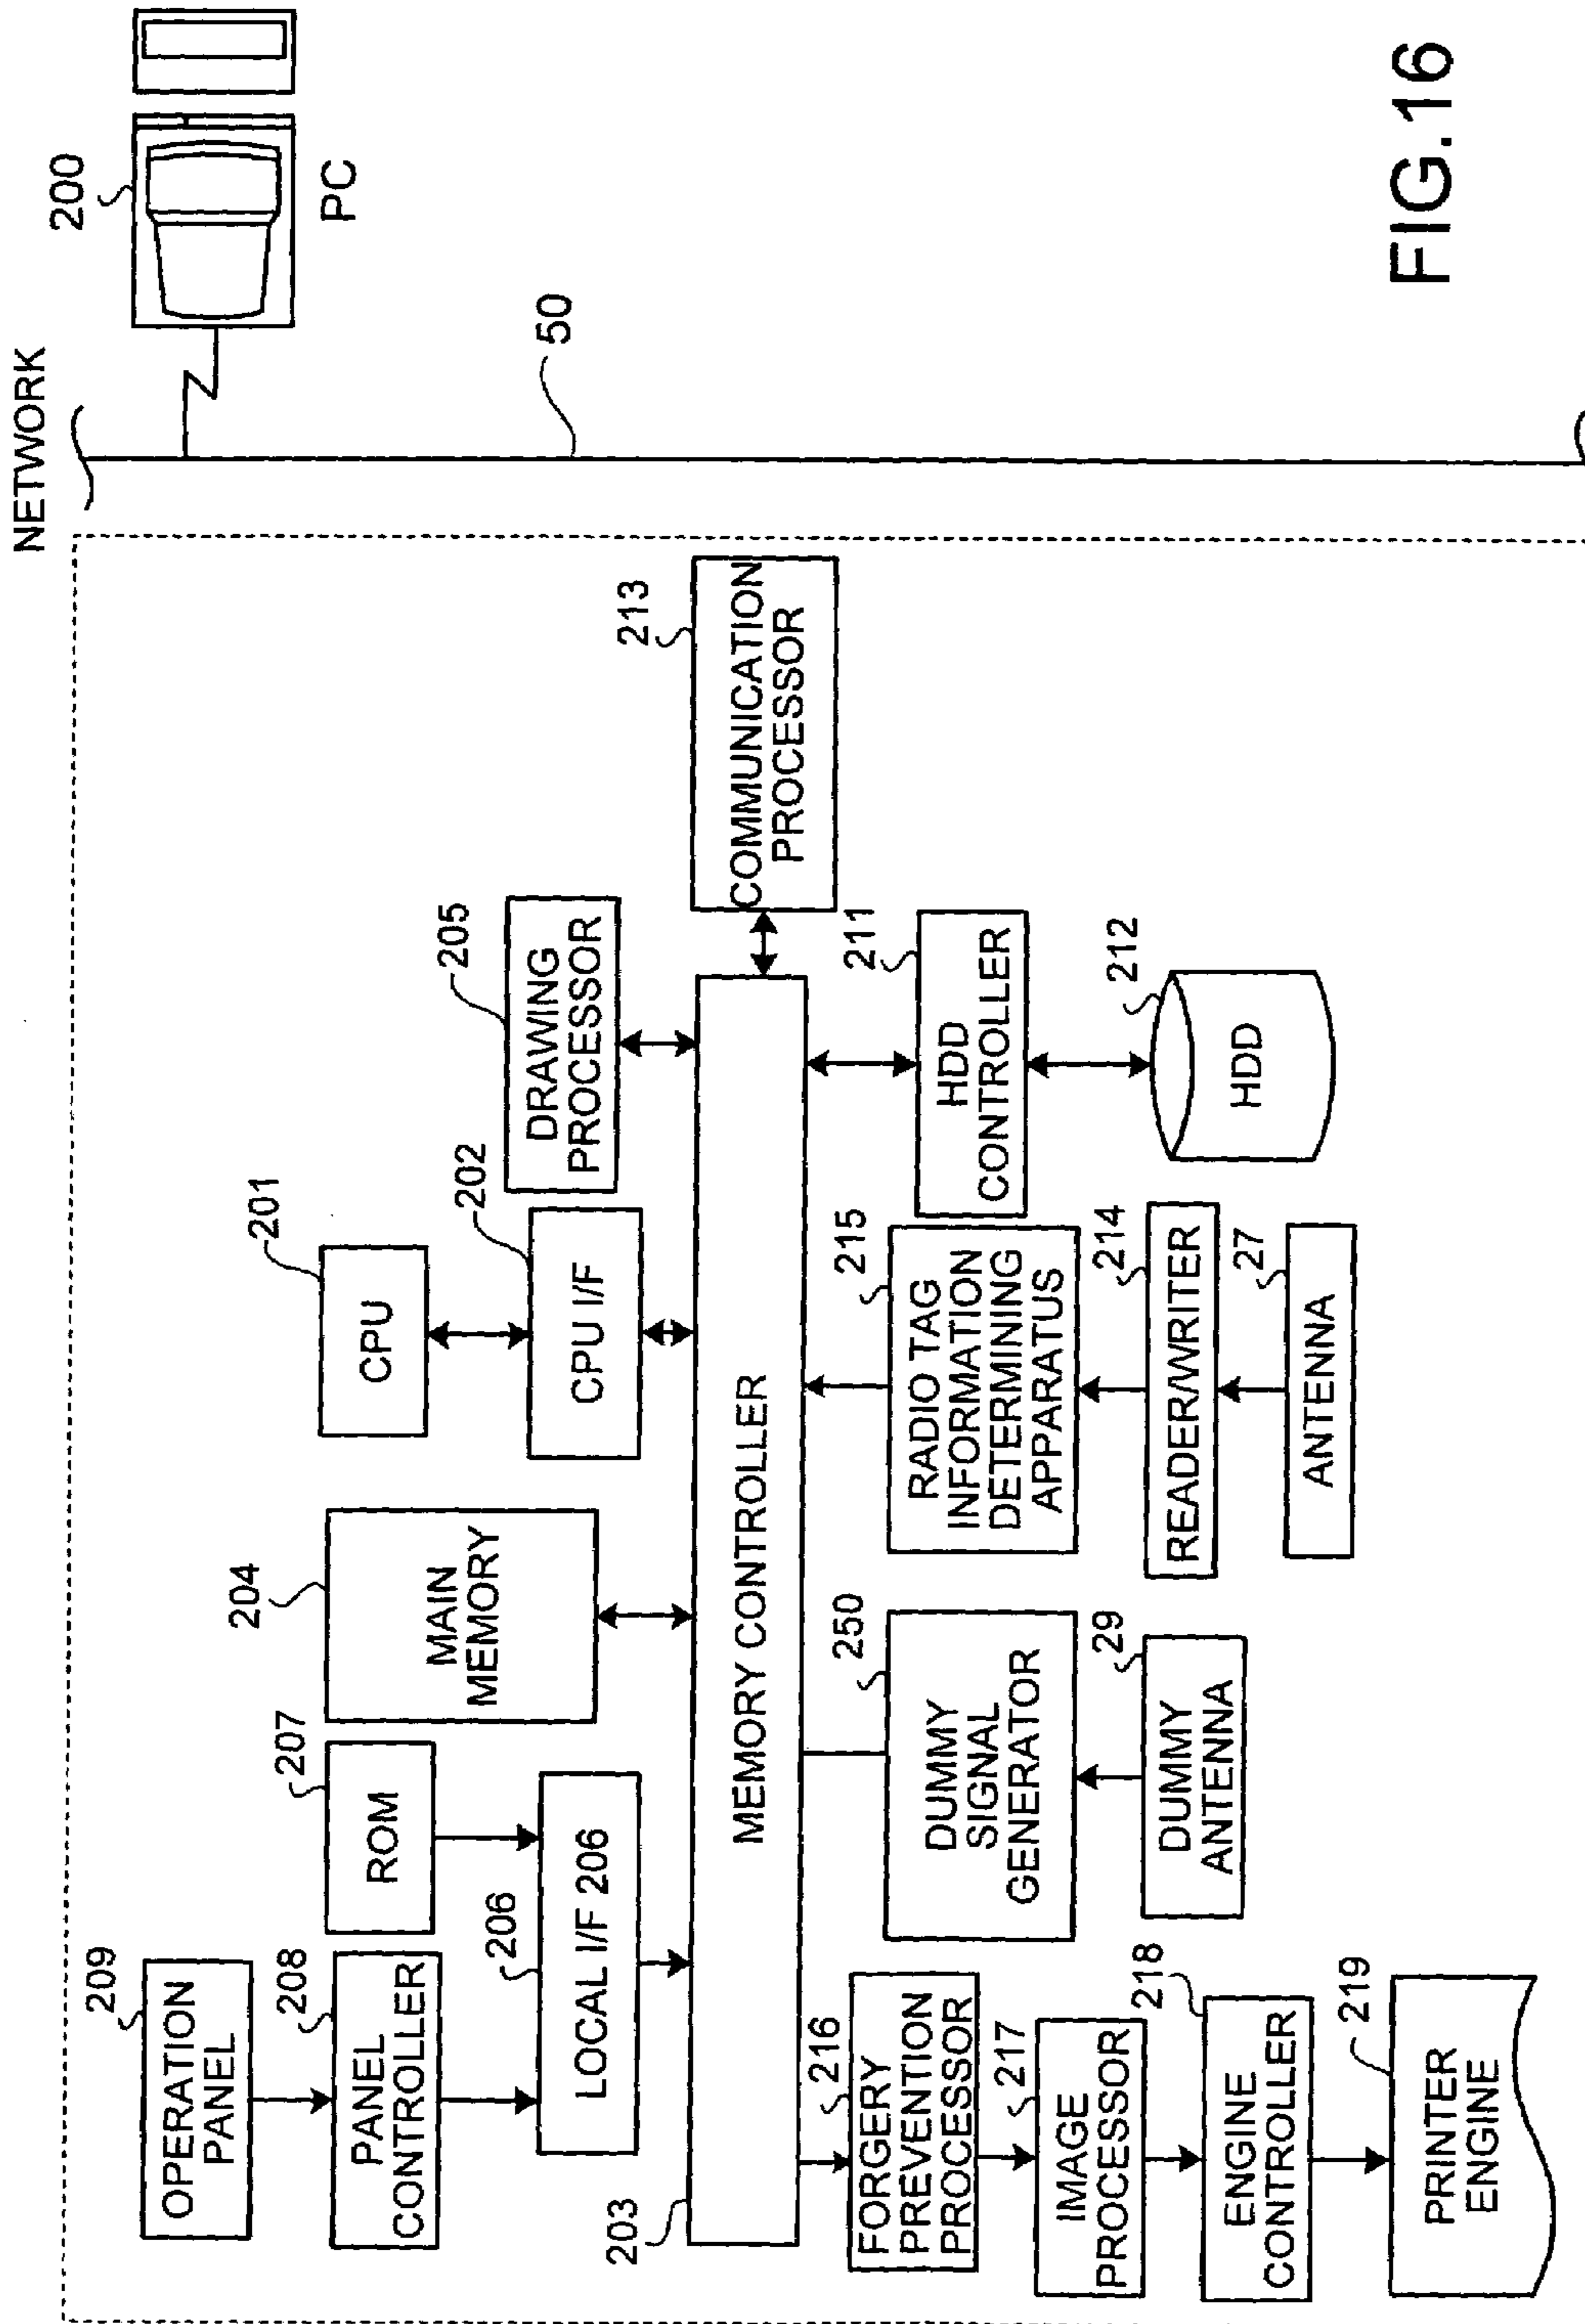 NETWORK
200
PC
50
209
OPERATION
PANEL
208
PANEL
CONTROLLER
207
ROM
206
LOCAL I/F 206
204
MAIN
MEMORY
201
CPU
202
CPU I/F
205
DRAWING
PROCESSOR
213
COMMUNICATION
PROCESSOR
203
MEMORY CONTROLLER
216
FORGERY
PREVENTION
PROCESSOR
217
IMAGE
PROCESSOR
218
ENGINE
CONTROLLER
219
PRINTER
ENGINE
250
DUMMY
SIGNAL
GENERATOR
29
DUMMY
ANTENNA
215
RADIO TAG
INFORMATION
DETERMINING
APPARATUS
214
READER/WRITER
27
ANTENNA
211
HDD
CONTROLLER
212
HDD
FIG.16